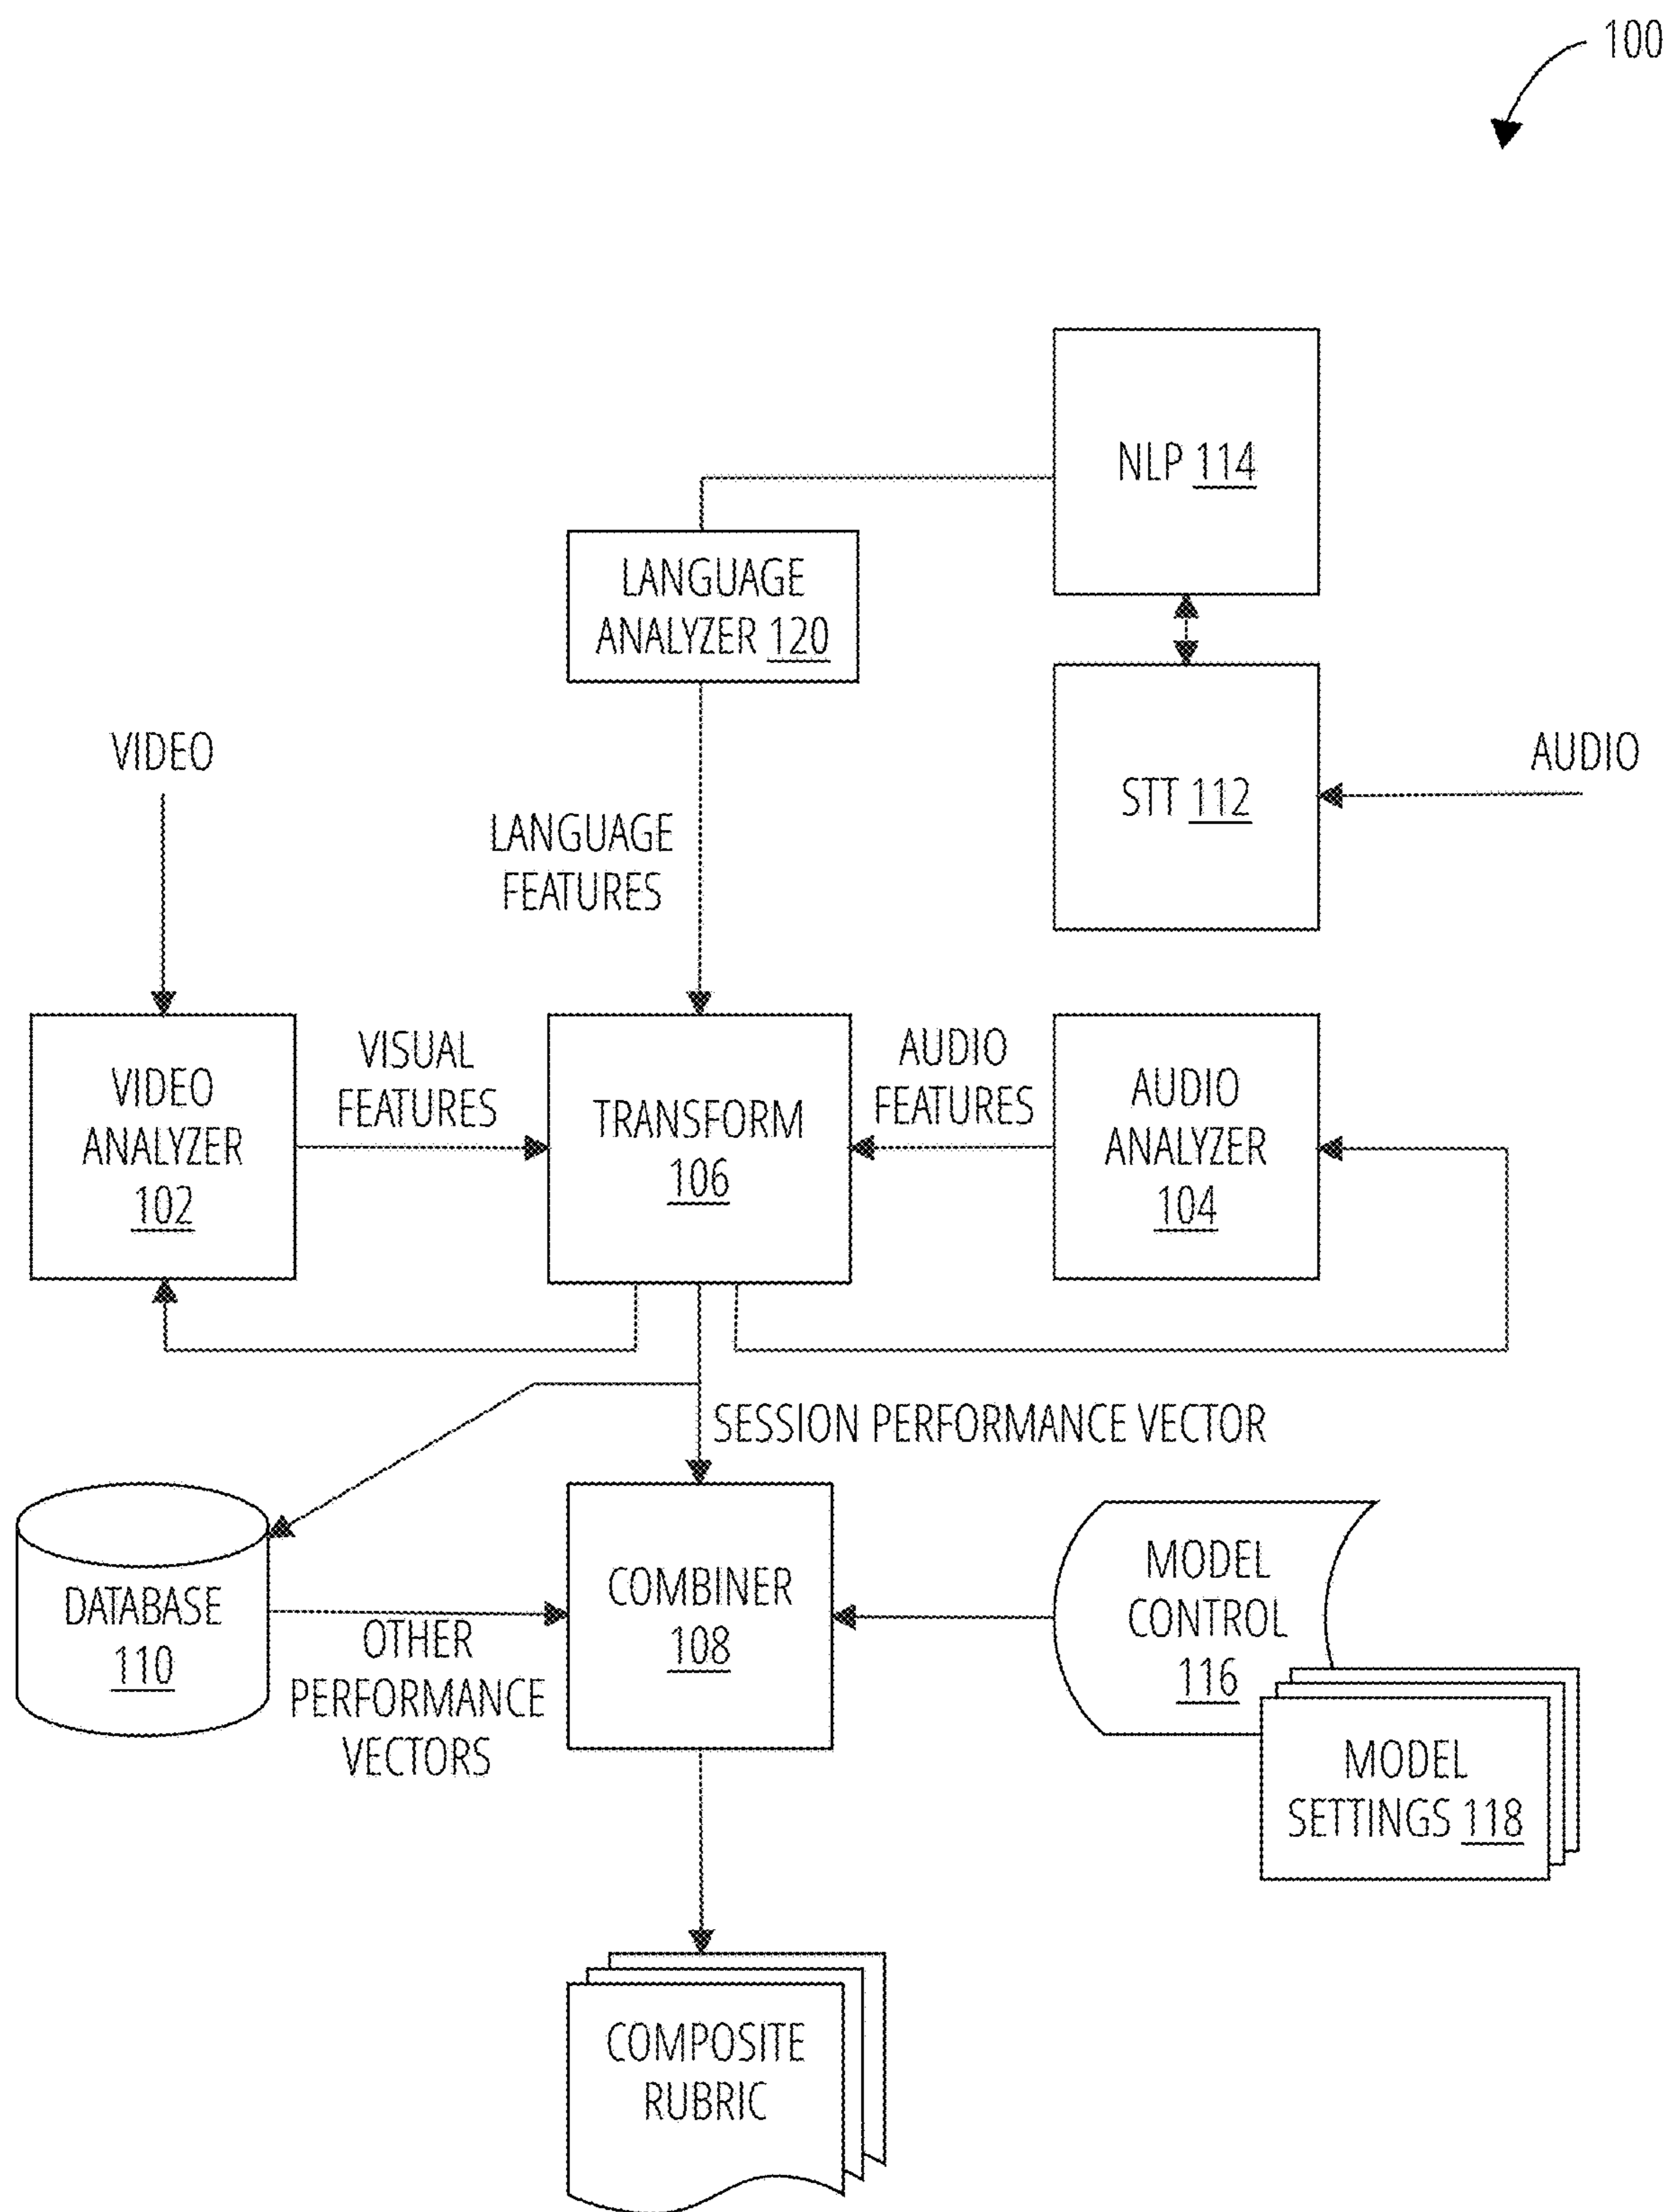 100
NLP 114
LANGUAGE
ANALYZER 120
VIDEO
AUDIO
STT 112
LANGUAGE
FEATURES
VIDEO
ANALYZER
102
VISUAL
FEATURES
TRANSFORM
106
AUDIO
FEATURES
AUDIO
ANALYZER
104
SESSION PERFORMANCE VECTOR
DATABASE
110
OTHER
PERFORMANCE
VECTORS
COMBINER
108
MODEL
CONTROL
116
MODEL
SETTINGS 118
COMPOSITE
RUBRIC